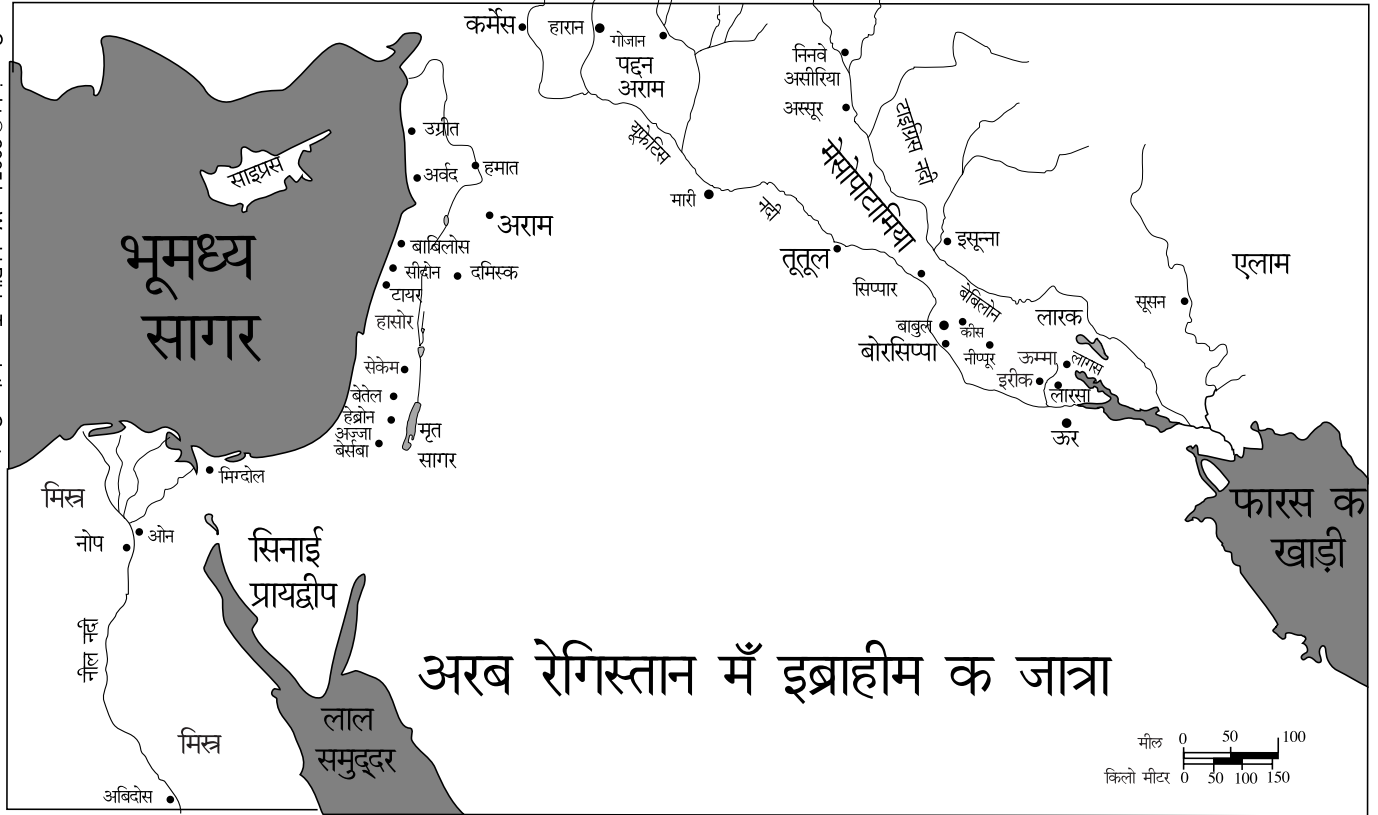 कर्मेस
हारान
गोजान
पद्दन
अराम
निनवे
असीरिया
अस्सूर
टाइग्रिस नदी
यूफ्रेटिस
नदी
मेसोपोटामिया
उग्रीत
अर्वद
हमात
साइप्रस
अराम
मारी
भूमध्य
सागर
बाबिलोस
सीदोन
दमिस्क
टायर
हासोर
तूतूल
इसून्ना
एलाम
सिप्पार
बेबिलोन
सूसन
लारक
बाबुल
कीस
बोरसिप्पा
नीप्पूर
ऊम्मा
लागस
इरीक
लारसा
ऊर
सेकेम
बेतेल
हेब्रोन
अज्जा
बेर्सबा
मृत
सागर
मिग्दोल
मिस्त्र
नोप
ओन
सिनाई
प्रायद्वीप
फारस क
खाड़ी
नील नदी
अरब रेगिस्तान मँ इब्राहीम क जात्रा
लाल
समुद्दर
मिस्त्र
अबिदोस
मील 0 50 100
किलो मीटर 0 50 100 150